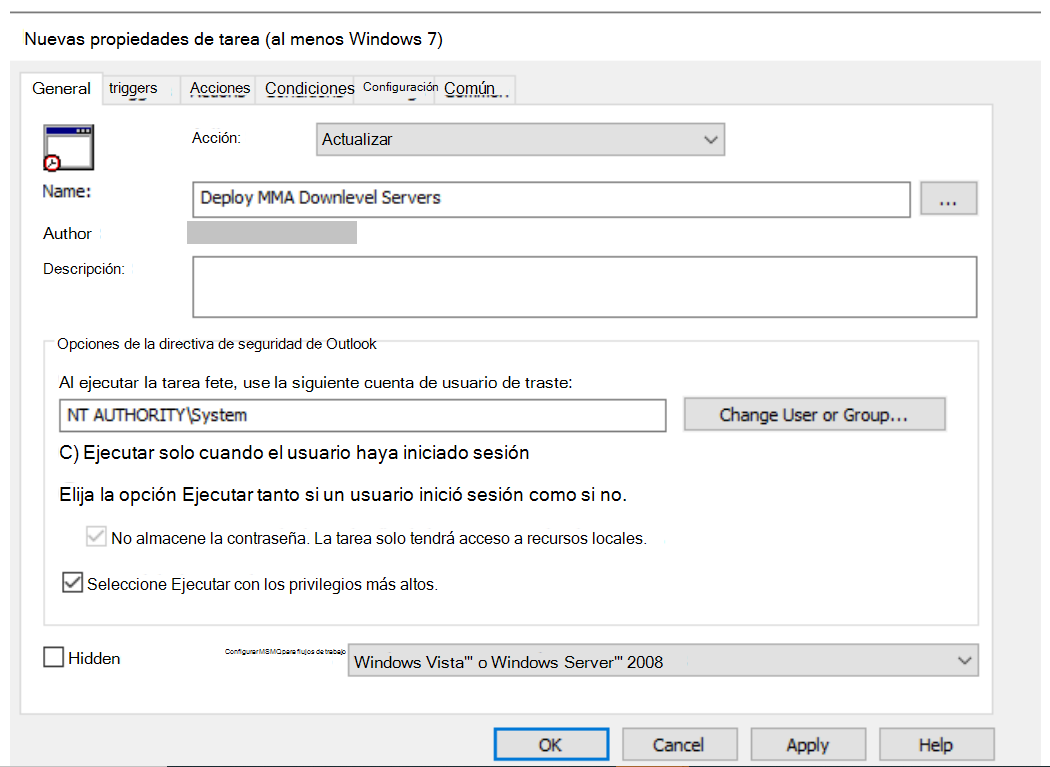 Nuevas propiedades de tarea (al menos Windows 7)
General triggers Acciones Condiciones Configuración Común
Acción: Actualizar
Name: Deploy MMA Downlevel Servers ...
Author
Descripción:
Opciones de la directiva de seguridad de Outlook
Al ejecutar la tarea fete, use la siguiente cuenta de usuario de traste:
NT AUTHORITY\System Change User or Group...
C) Ejecutar solo cuando el usuario haya iniciado sesión
Elija la opción Ejecutar tanto si un usuario inició sesión como si no.
No almacene la contraseña. La tarea solo tendrá acceso a recursos locales.
Seleccione Ejecutar con los privilegios más altos.
Hidden Configurar MSMQ para flujos de trabajo Windows Vista™ o Windows Server™ 2008
OK Cancel Apply Help